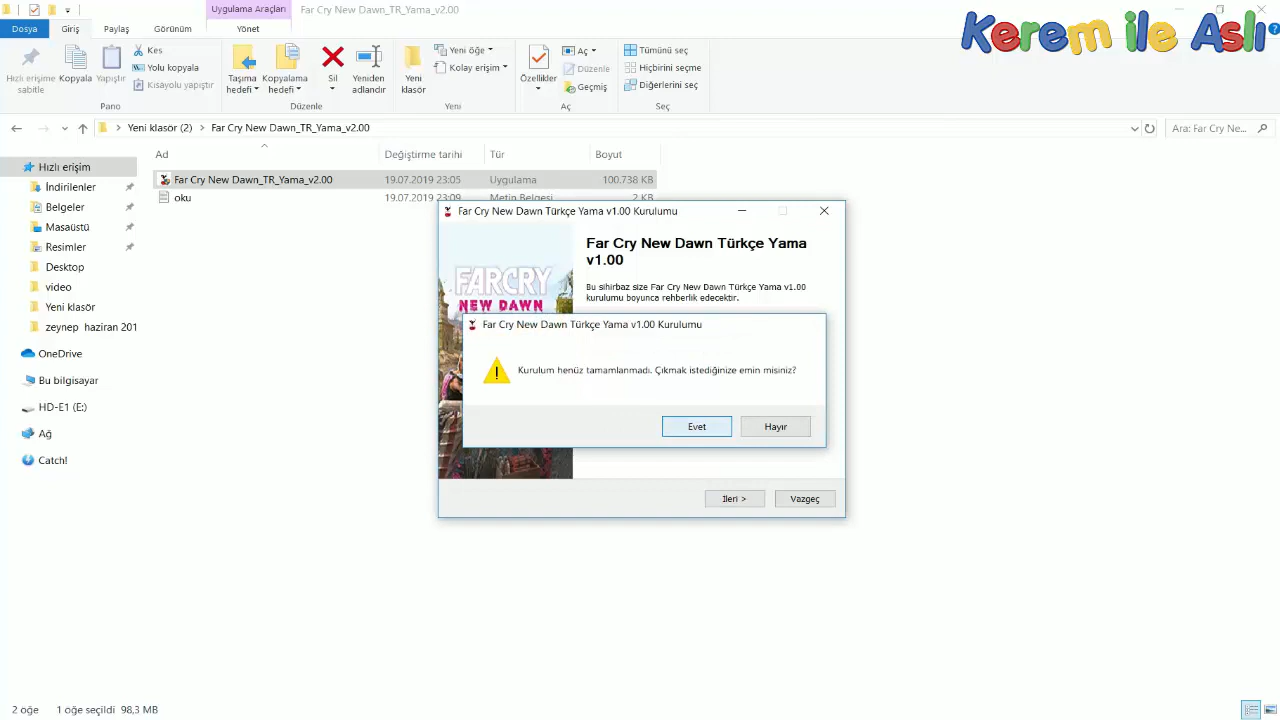 Uygulama Araçları
Far Cry New Dawn_TR_Yama_v2.00
Keremile Aslı
Dosya
Giriş
Paylaş
Görünüm
Yönet
Hızlı erişime sabitle
Kopyala
Yapıştır
Kes
Yolu kopyala
Kısayolu yapıştır
Taşıma hedefi
Kopyalama hedefi
Sil
Yeniden adlandır
Yeni klasör
Yeni öğe
Kolay erişim
Özellikler
Aç
Düzenle
Geçmiş
Tümünü seç
Hiçbirini seçme
Diğerlerini seç
Pano
Düzenle
Yeni
Aç
Seç
Yeni klasör (2) > Far Cry New Dawn_TR_Yama_v2.00
Ara: Far Cry Ne...
Ad
Değiştirme tarihi
Tür
Boyut
Far Cry New Dawn_TR_Yama_v2.00 19.07.2019 23:05 Uygulama 100.738 KB
oku 19.07.2019 23:09 Metin Belgesi 2 KB
Hızlı erişim
İndirilenler
Belgeler
Masaüstü
Resimler
Desktop
video
Yeni klasör
zeynep haziran 201
OneDrive
Bu bilgisayar
HD-E1 (E:)
Ağ
Catch!
Far Cry New Dawn Türkçe Yama v1.00 Kurulumu
FARCRY
NEW DAWN
Far Cry New Dawn Türkçe Yama
v1.00
Bu sihirbaz size Far Cry New Dawn Türkçe Yama v1.00
kurulumu boyunca rehberlik edecektir.
Far Cry New Dawn Türkçe Yama v1.00 Kurulumu
Kurulum henüz tamamlanmadı. Çıkmak istediğinize emin misiniz?
Evet
Hayır
İleri >
Vazgeç
2 öğe
1 öğe seçildi 98,3 MB